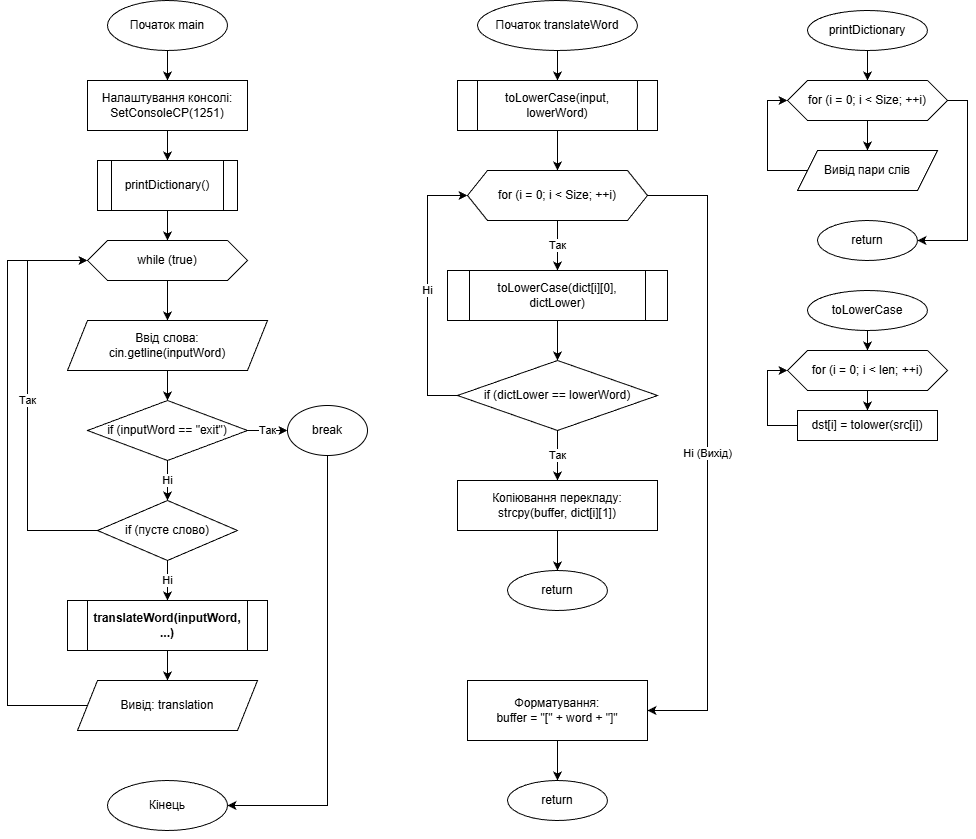 Початок main
Налаштування консолі:
SetConsoleCP(1251)
printDictionary()
while (true)
Ввід слова:
cin.getline(inputWord)
Так
if (inputWord == "exit")
Так
break
Ні
if (пусте слово)
Ні
translateWord(inputWord,
...)
Вивід: translation
Кінець
Початок translateWord
toLowerCase(input,
lowerWord)
for (i = 0; i < Size; ++i)
Так
Ні
toLowerCase(dict[i][0],
dictLower)
if (dictLower == lowerWord)
Так
Ні (Вихід)
Копіювання перекладу:
strcpy(buffer, dict[i][1])
return
Форматування:
buffer = "[" + word + "]"
return
printDictionary
for (i = 0; i < Size; ++i)
Вивід пари слів
return
toLowerCase
for (i = 0; i < len; ++i)
dst[i] = tolower(src[i])